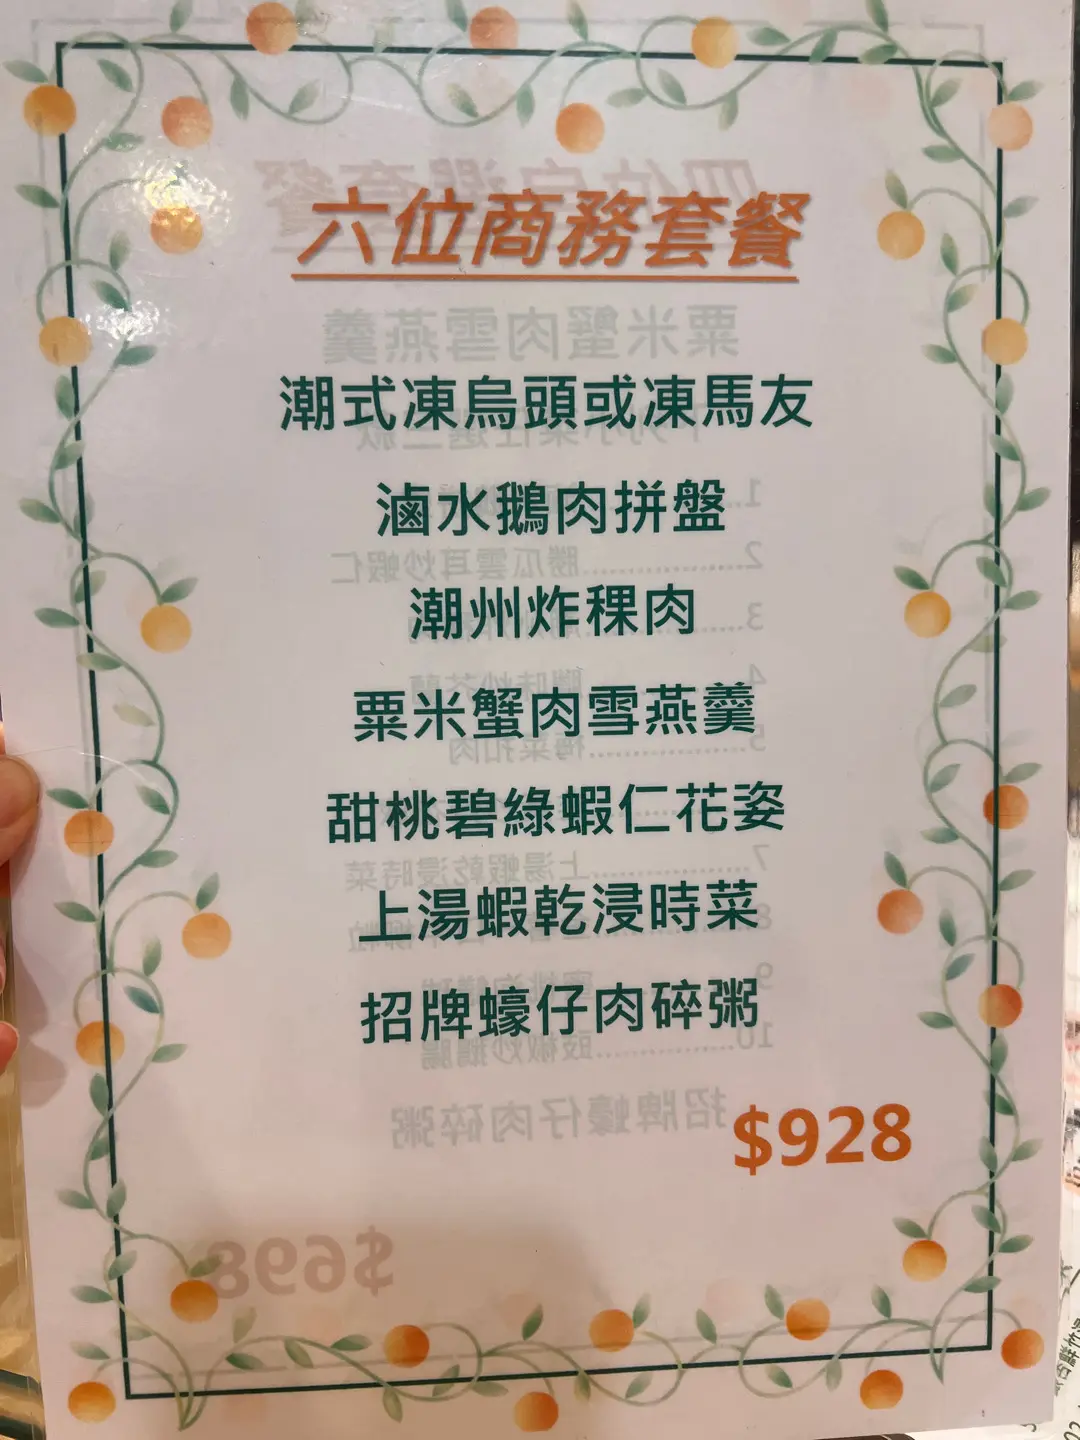 六位商務套餐
潮式凍烏頭或凍馬友
滷水鵝肉拼盤
潮州炸稞肉
粟米蟹肉雪燕羹
甜桃碧綠蝦仁花姿
上湯蝦乾浸時菜
招牌蠔仔肉碎粥
$928
$698